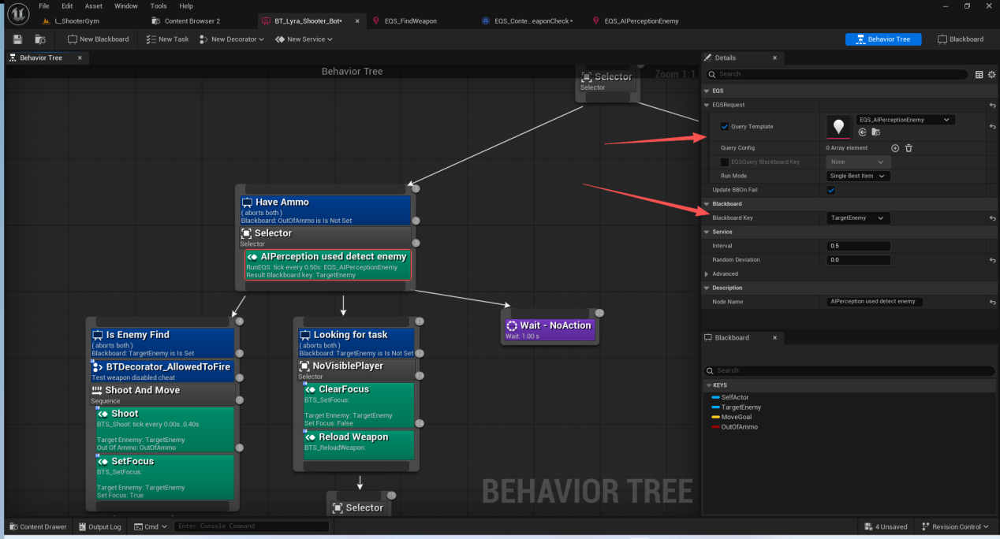 File Edit Asset Window Tools Help
L_ShooterGym Content Browser 2 BT_Lyra_Shooter_Bot* EQS_FindWeapon EQS_Conte...eaponCheck* EQS_AIPerceptionEnemy
New Blackboard New Task New Decorator New Service Behavior Tree Blackboard
Behavior Tree
Behavior Tree
Zoom 1:1
Selector
Selector
1
Have Ammo
( aborts both )
Blackboard: OutOfAmmo is Is Not Set
2
Selector
Selector
3
AIPerception used detect enemy
RunEQS: tick every 0.50s: EQS_AIPerceptionEnemy
Result Blackboard key: TargetEnemy
4
Is Enemy Find
( aborts both )
Blackboard: TargetEnemy is Is Set
BTDecorator_AllowedToFire
Test weapon disabled cheat
Shoot And Move
Sequence
7
Shoot
BTS_Shoot: tick every 0.00s..0.40s
Target Ennemy: TargetEnemy
Out Of Ammo: OutOfAmmo
SetFocus
BTS_SetFocus:
Target Ennemy: TargetEnemy
Set Focus: True
11
Looking for task
( aborts both )
Blackboard: TargetEnemy is Is Not Set
NoVisiblePlayer
Selector
ClearFocus
BTS_SetFocus:
Target Ennemy: TargetEnemy
Set Focus: False
14
Reload Weapon
BTS_ReloadWeapon:
Selector
22
Wait - NoAction
Wait: 1.00 s
BEHAVIOR TREE
Details
Search
EQS
EQSRequest
Query Template EQS_AIPerceptionEnemy
Query Config 0 Array element
EQSQuery Blackboard Key None
Run Mode Single Best Item
Update BBOn Fail
Blackboard
Blackboard Key TargetEnemy
Service
Interval 0.5
Random Deviation 0.0
Advanced
Description
Node Name AIPerception used detect enemy
Blackboard
Search
KEYS
SelfActor
TargetEnemy
MoveGoal
OutOfAmmo
Content Drawer Output Log Cmd Enter Console Command 4 Unsaved Revision Control